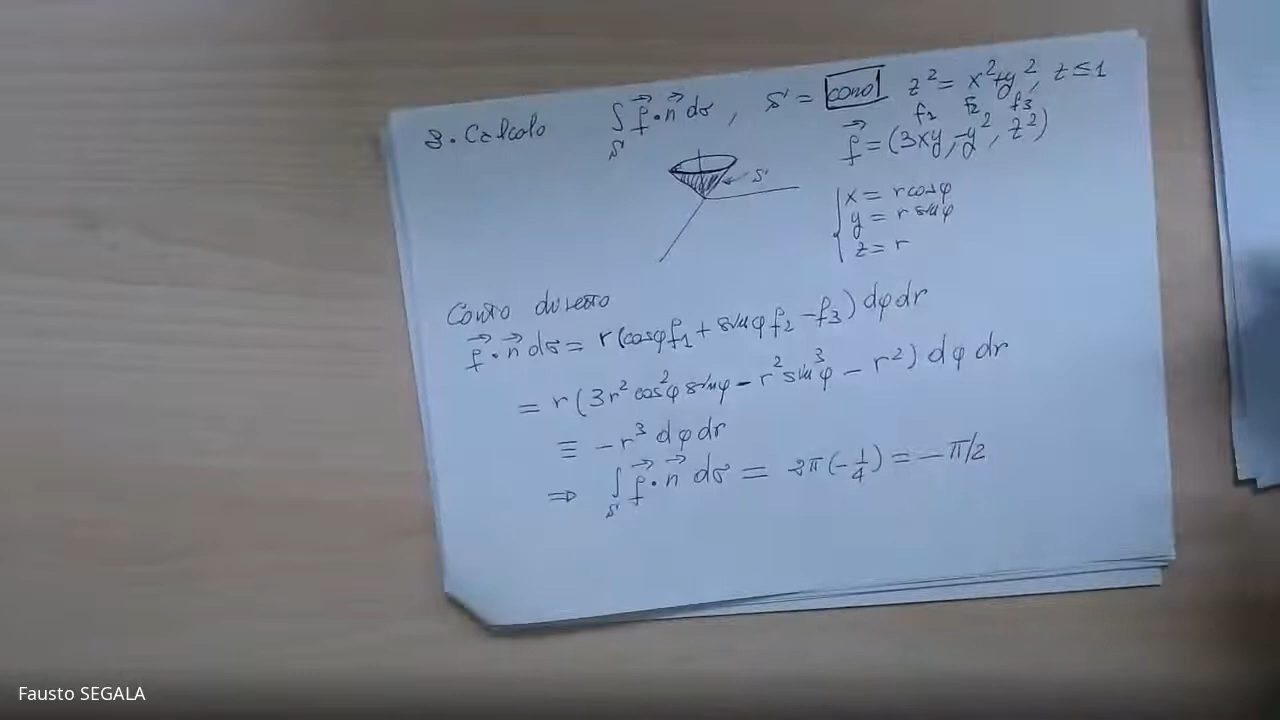 3. Calcolo ∫_S f⃗ · n⃗ dσ , S = cono z² = x²+y², z ≤ 1
f₁ f₂ f₃
f⃗ = (3xy, -y², z²)
S
x = r cosφ
y = r sinφ
z = r
Conto diretto
f⃗ · n⃗ dσ = r(cosφ f₁ + sinφ f₂ - f₃) dφ dr
= r(3r² cos²φ sinφ - r² sin³φ - r²) dφ dr
≡ -r³ dφ dr
⇒ ∫_S f⃗ · n⃗ dσ = 2π(-1/4) = -π/2
Fausto SEGALA